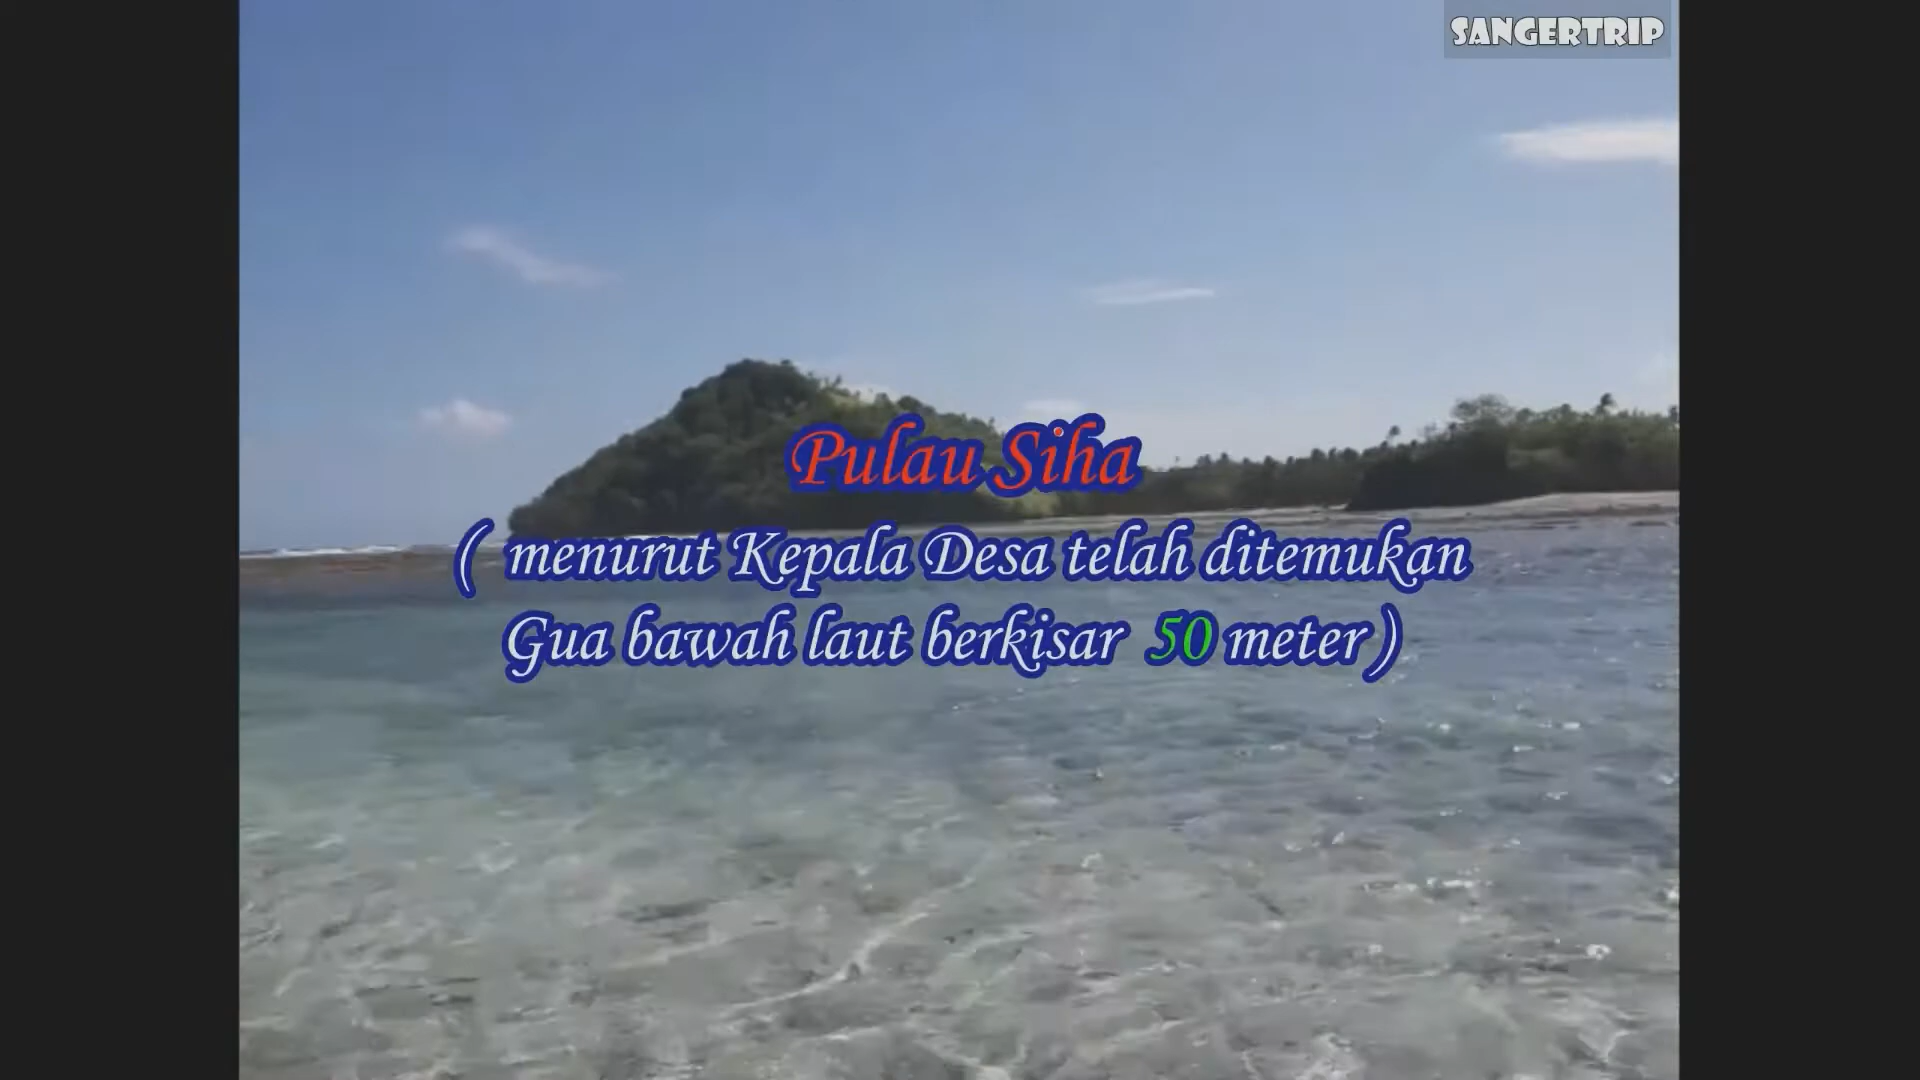 SANGERTRIP
Pulau Siha
( menurut Kepala Desa telah ditemukan
Gua bawah laut berkisar 50 meter )